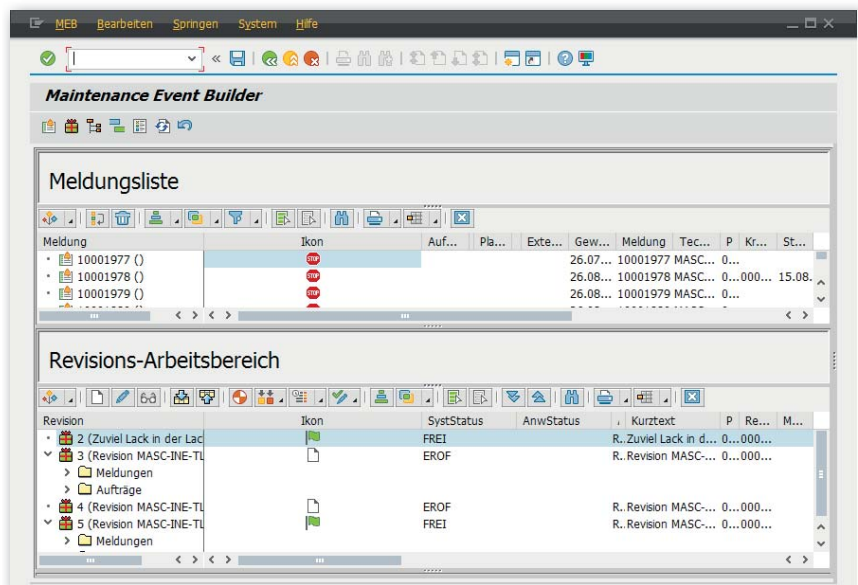 MEB Bearbeiten Springen System Hilfe
Maintenance Event Builder
Meldungsliste
Meldung Ikon Auf... Pla... Exte... Gew... Meldung Tec... P Kr... St...
10001977 () STOP 26.07... 10001977 MASC... 0...
10001978 () STOP 26.08... 10001978 MASC... 0...000... 15.08.
10001979 () STOP 26.08... 10001979 MASC... 0...
Revisions-Arbeitsbereich
Revision Ikon SystStatus AnwStatus Kurztext P Re... M...
2 (Zuviel Lack in der Lac FREI R..Zuviel Lack in d... 0...000...
3 (Revision MASC-INE-TL EROF R..Revision MASC-... 0...000...
Meldungen
Aufträge
4 (Revision MASC-INE-TL EROF R..Revision MASC-... 0...000...
5 (Revision MASC-INE-TL FREI R..Revision MASC-... 0...000...
Meldungen